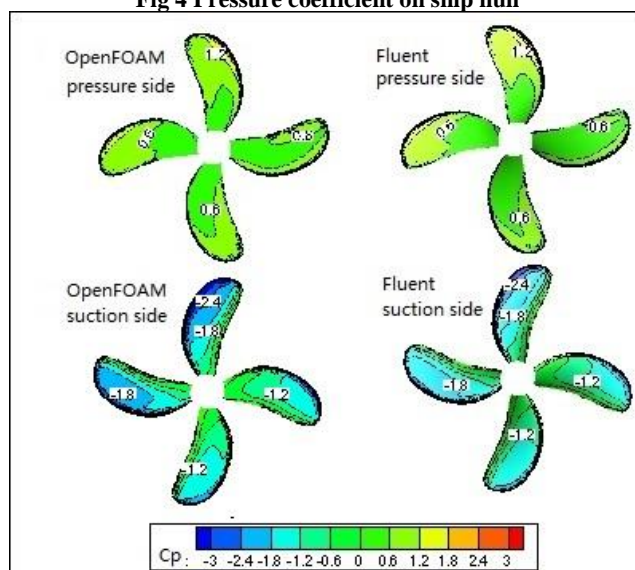 Fig 4 Pressure coefficient on ship hull
OpenFOAM
pressure side
1.2
0.6
0.6
0.6
Fluent
pressure side
1.2
0.6
0.6
0.6
OpenFOAM
suction side
-2.4
-1.8
-1.8
-1.2
-1.2
Fluent
suction side
-2.4
-1.8
-1.8
-1.2
-1.2
Cp: -3 -2.4 -1.8 -1.2 -0.6 0 0.6 1.2 1.8 2.4 3